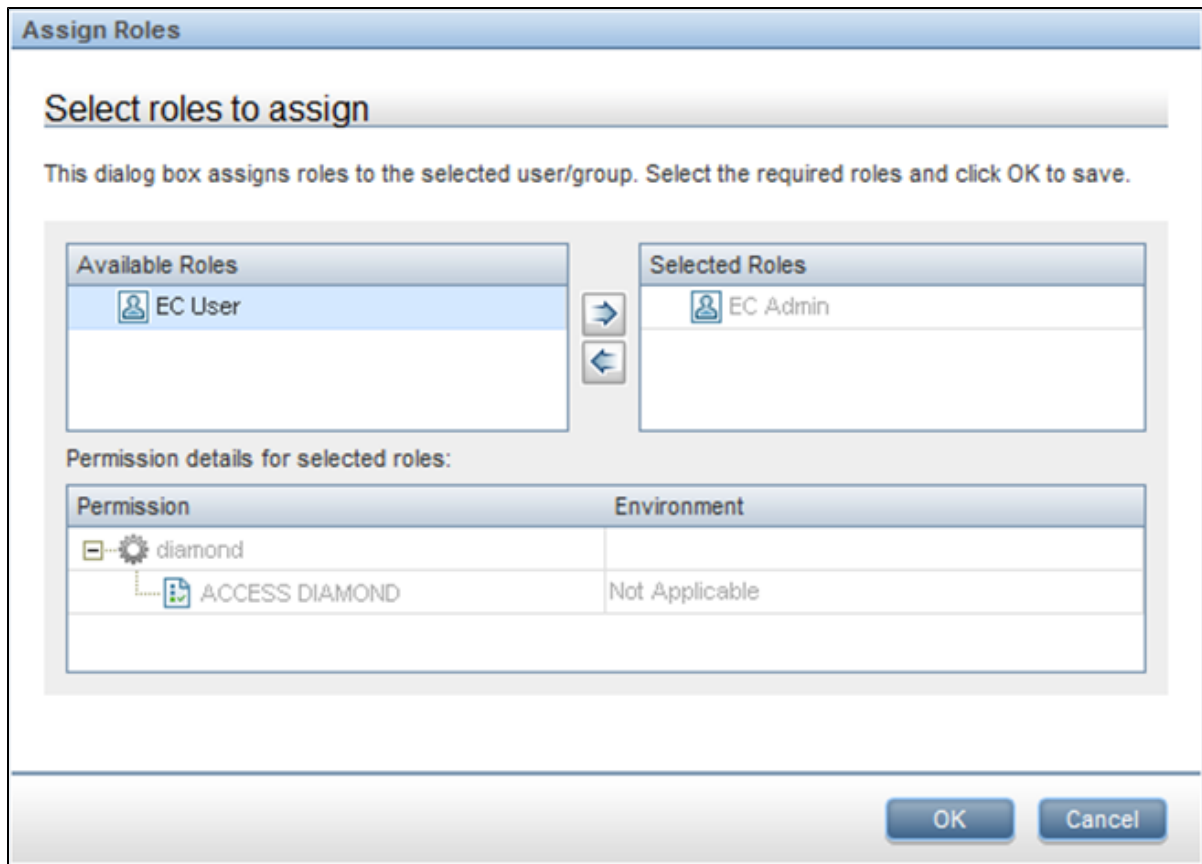 Assign Roles
Select roles to assign
This dialog box assigns roles to the selected user/group. Select the required roles and click OK to save.
Available Roles
Selected Roles
EC User
EC Admin
Permission details for selected roles:
Permission
Environment
diamond
ACCESS DIAMOND
Not Applicable
OK
Cancel